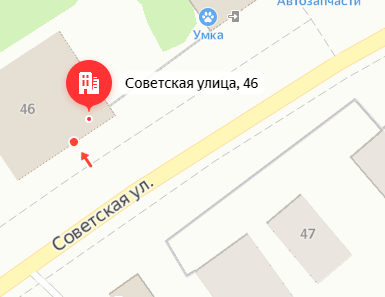 Автозапчасти
Умка
Советская улица, 46
46
Советская ул.
47